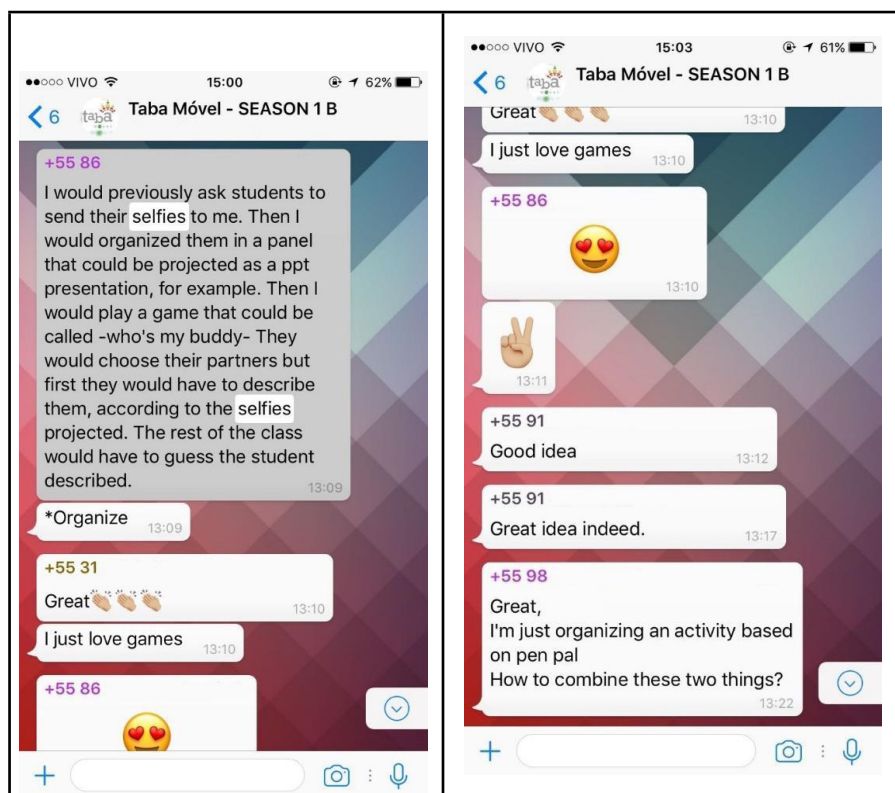 VIVO 15:00 62%
6 taba Taba Móvel - SEASON 1 B
+55 86
I would previously ask students to
send their selfies to me. Then I
would organized them in a panel
that could be projected as a ppt
presentation, for example. Then I
would play a game that could be
called -who's my buddy- They
would choose their partners but
first they would have to describe
them, according to the selfies
projected. The rest of the class
would have to guess the student
described.
13:09
*Organize 13:09
+55 31
Great👏🏼👏🏼👏🏼 13:10
I just love games 13:10
+55 86
😍
VIVO 15:03 61%
6 taba Taba Móvel - SEASON 1 B
Great👏🏼👏🏼👏🏼 13:10
I just love games 13:10
+55 86
😍
13:10
✌🏼
13:11
+55 91
Good idea 13:12
+55 91
Great idea indeed. 13:17
+55 98
Great,
I'm just organizing an activity based
on pen pal
How to combine these two things?
13:22